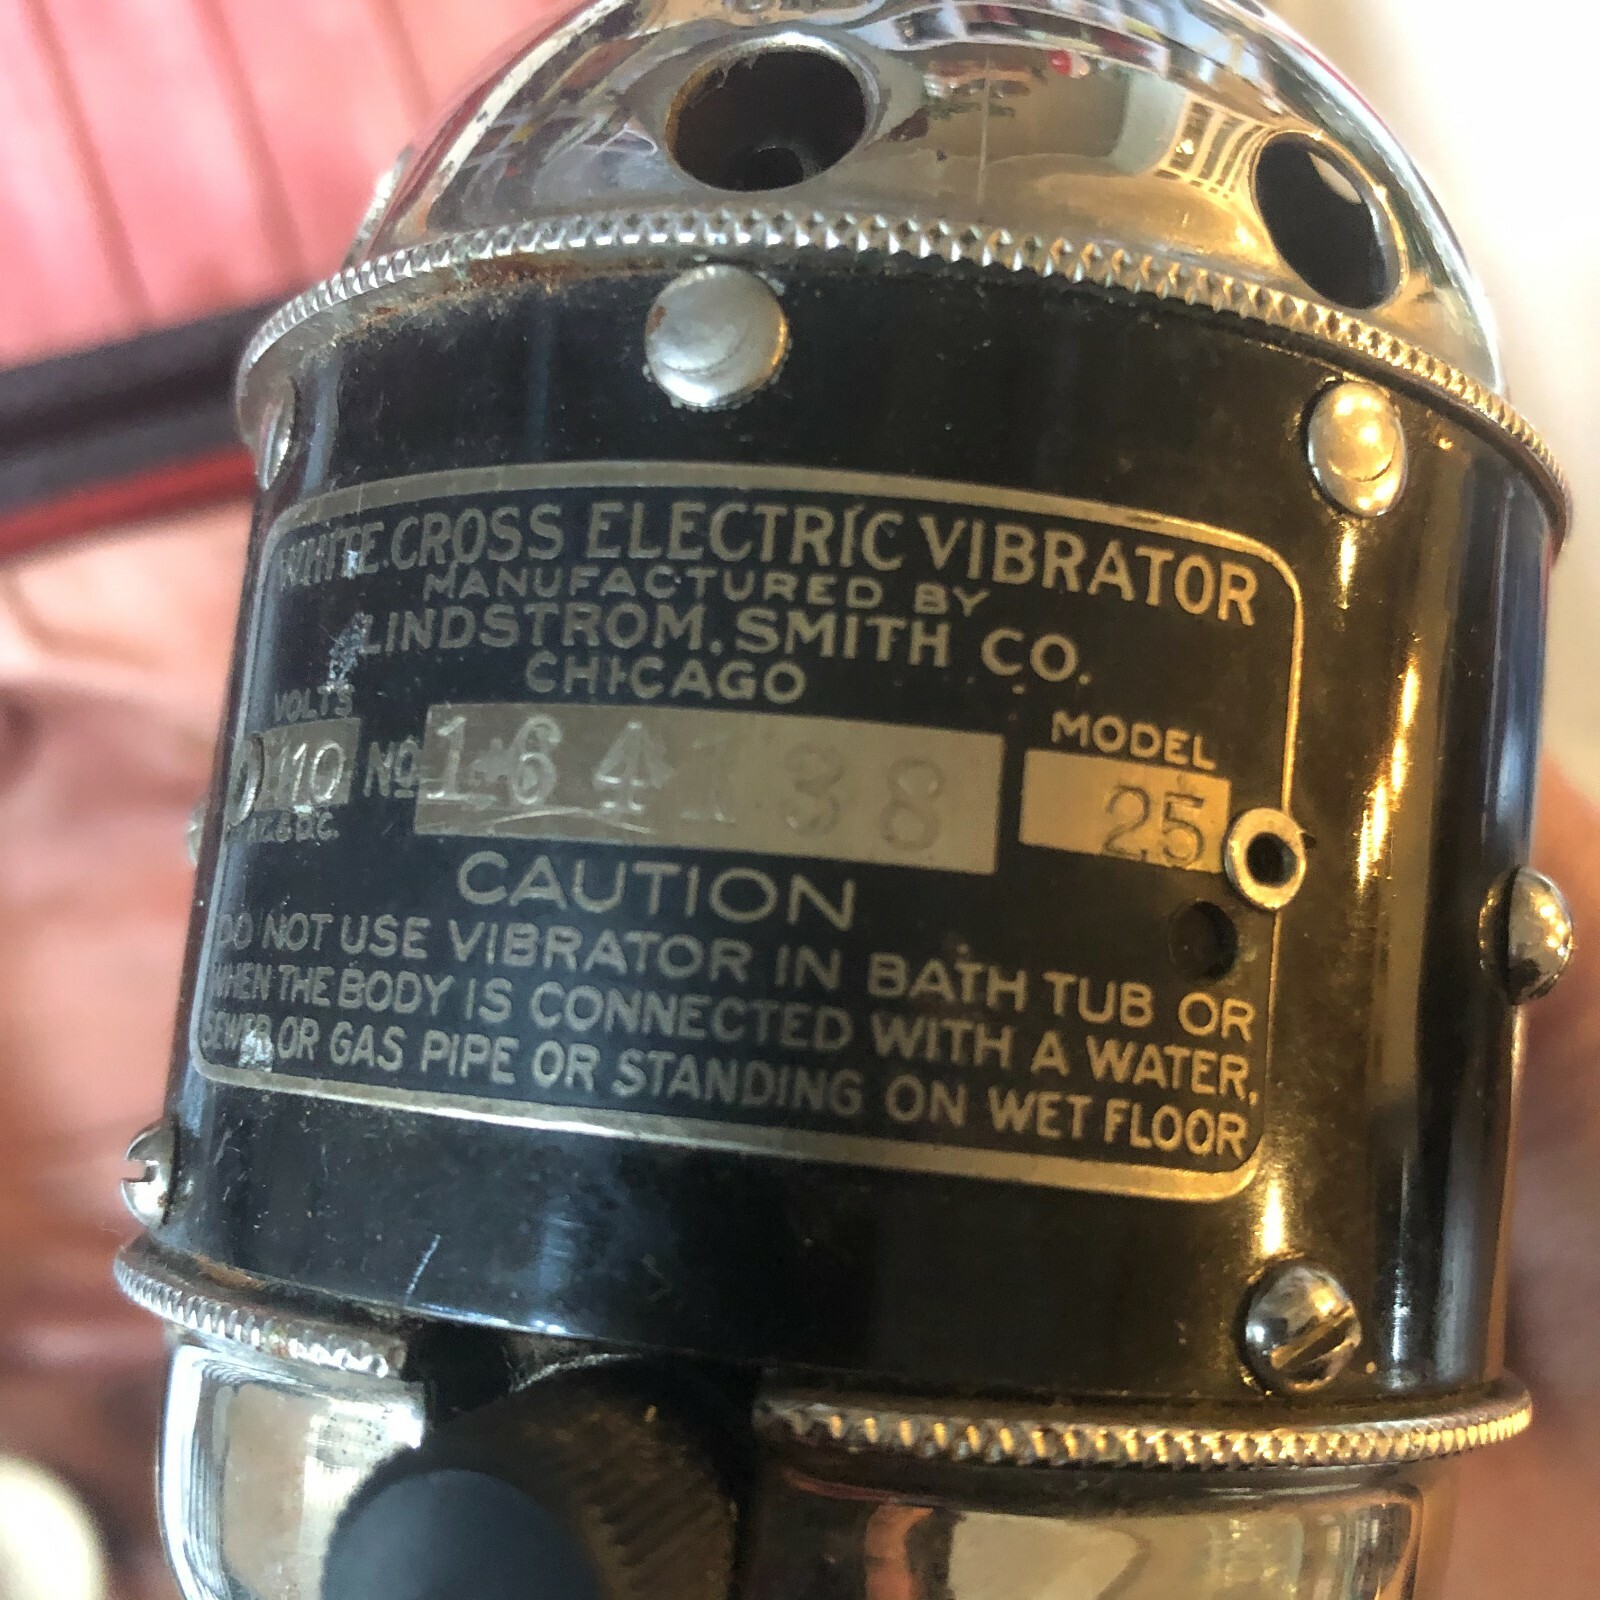 WHITE.CROSS ELECTRIC VIBRATOR
MANUFACTURED BY
LINDSTROM, SMITH CO.
CHICAGO
VOLTS
110 No 164138
MODEL
25
A.C.& D.C.
CAUTION
DO NOT USE VIBRATOR IN BATH TUB OR
WHEN THE BODY IS CONNECTED WITH A WATER,
SEWER OR GAS PIPE OR STANDING ON WET FLOOR